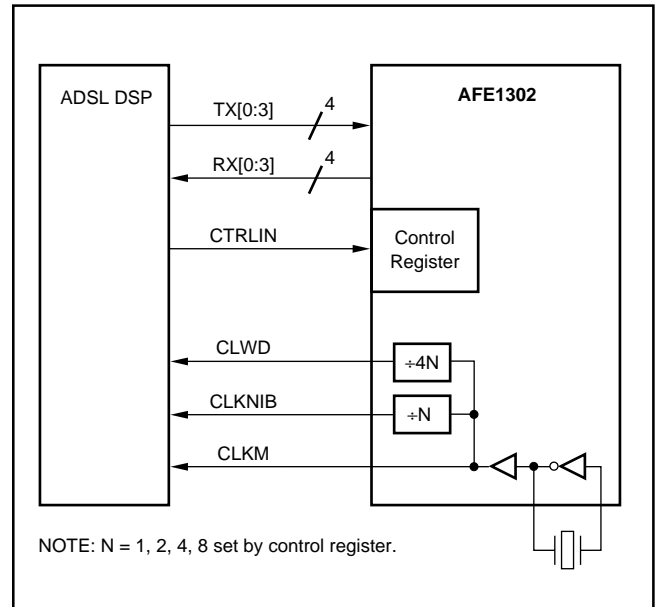 ADSL DSP
AFE1302
TX[0:3]
4
RX[0:3]
4
CTRLIN
Control
Register
CLWD
÷4N
CLKNIB
÷N
CLKM
NOTE: N = 1, 2, 4, 8 set by control register.